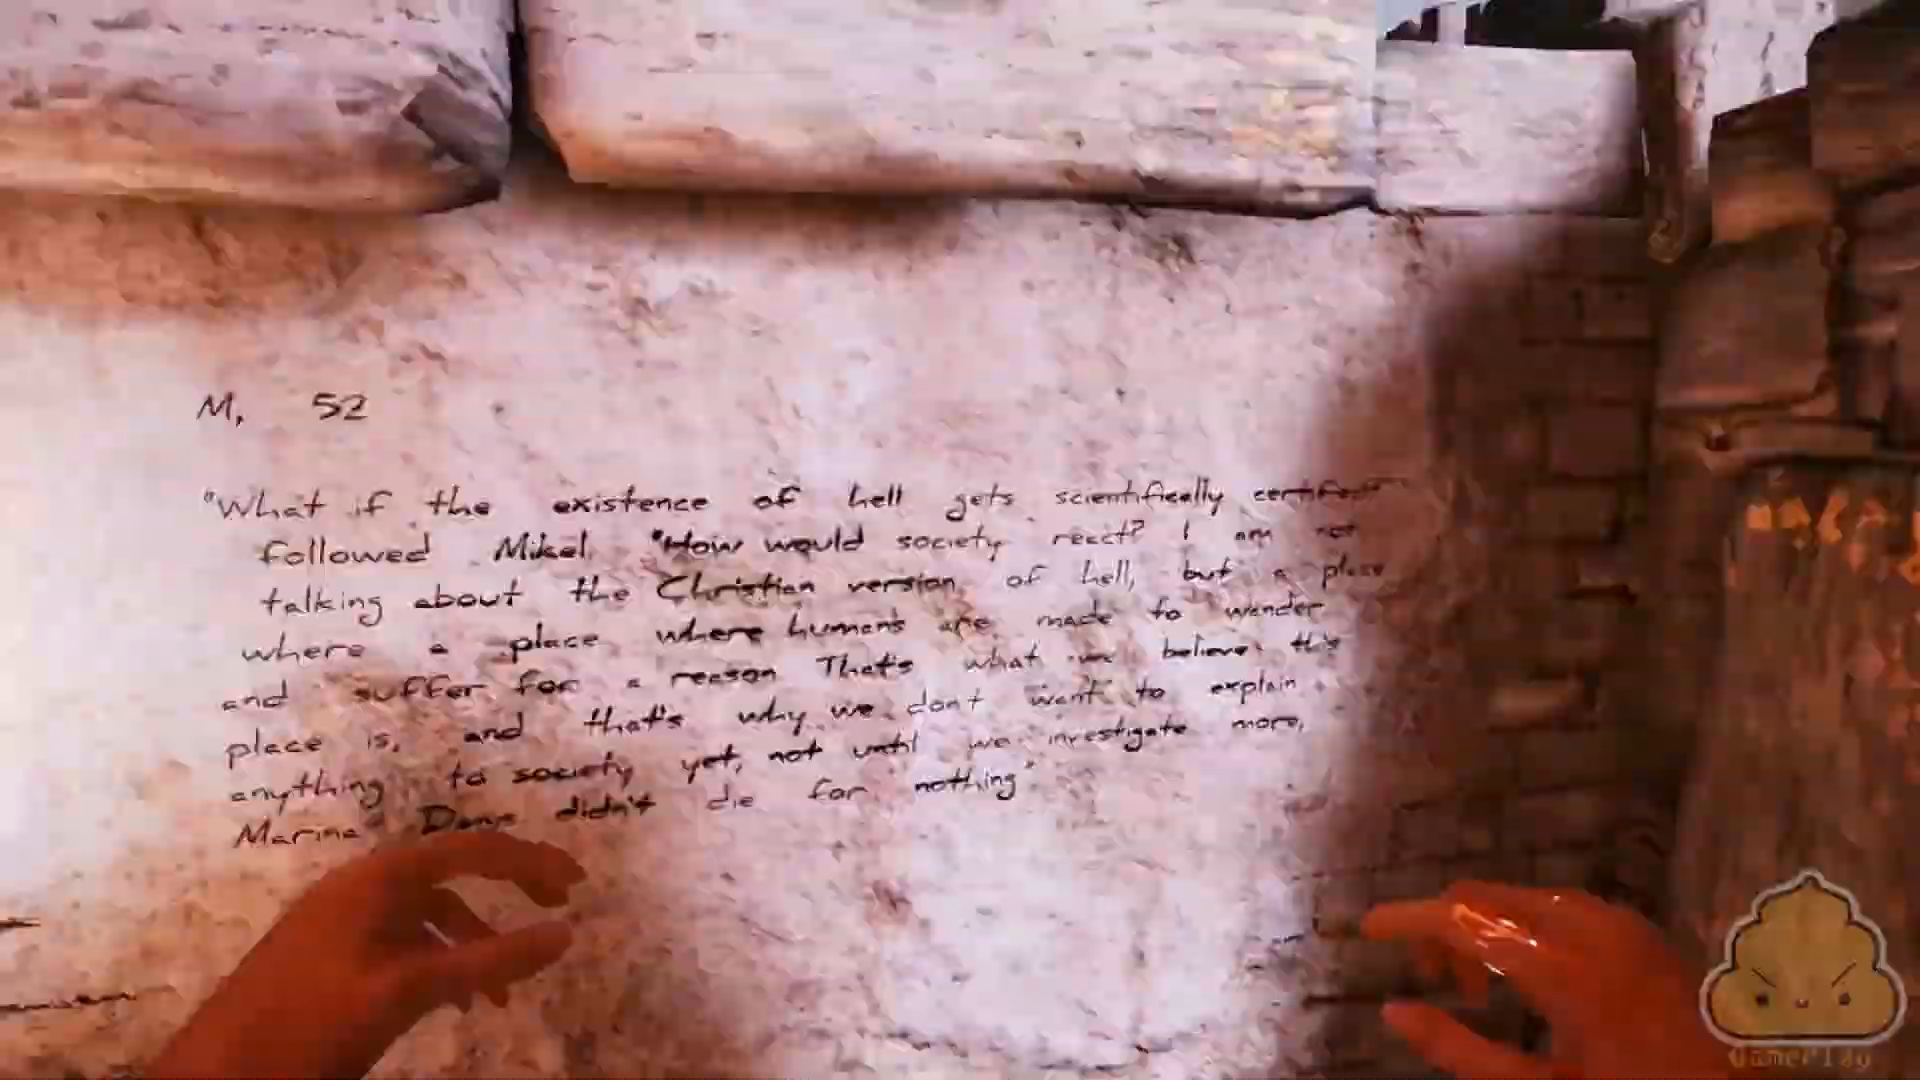 M, 52
"What if the existence of hell gets scientifically
followed Mikel. "How would society react? I am not
talking about the Christian version of hell, but a place
where a place where humans are made to wander
and suffer for a reason That's what we believe this
place is, and that's why we don't want to explain
anything to society yet, not until we investigate more,
Marina" Dany didn't die for nothing"
GamerTag